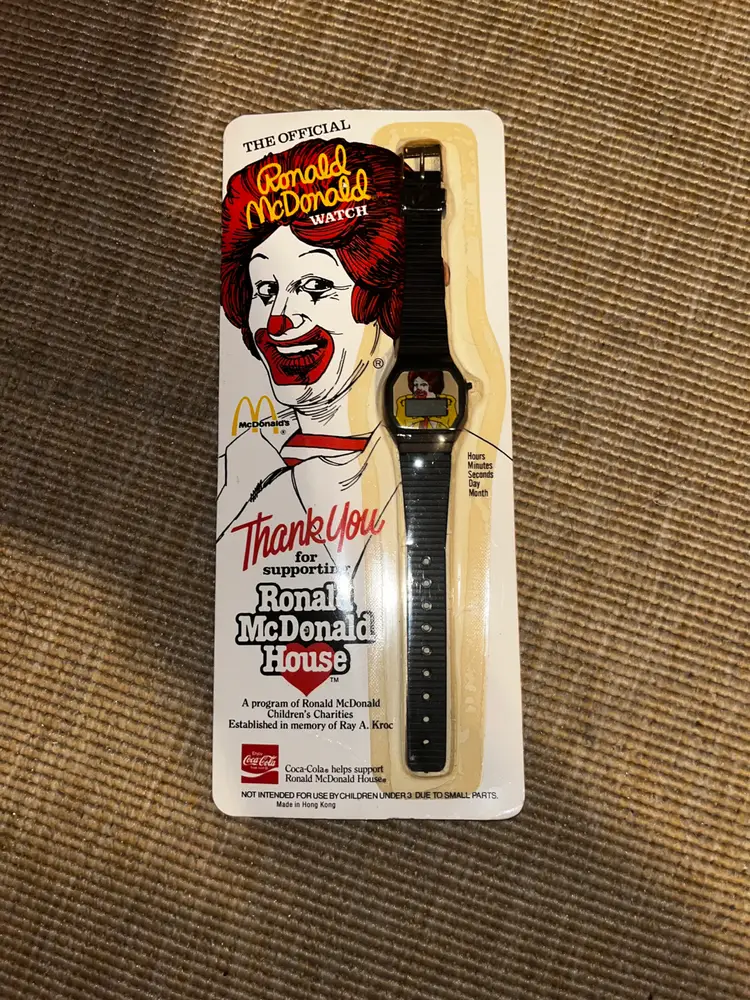 THE OFFICIAL
Ronald
McDonald
WATCH
®
McDonald's
®
Hours
Minutes
Seconds
Day
Month
Thank You
for
supporting
Ronald
McDonald
House
TM
A program of Ronald McDonald
Children's Charities
Established in memory of Ray A. Kroc
Enjoy
Coca-Cola
Coca-Cola® helps support
Ronald McDonald House®
NOT INTENDED FOR USE BY CHILDREN UNDER 3 DUE TO SMALL PARTS.
Made in Hong Kong